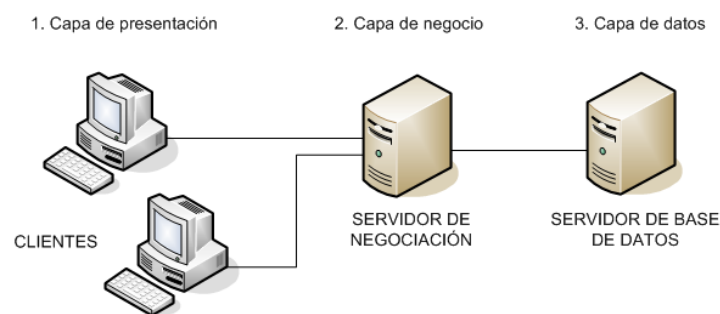 1. Capa de presentación
2. Capa de negocio
3. Capa de datos
CLIENTES
SERVIDOR DE
NEGOCIACIÓN
SERVIDOR DE BASE
DE DATOS